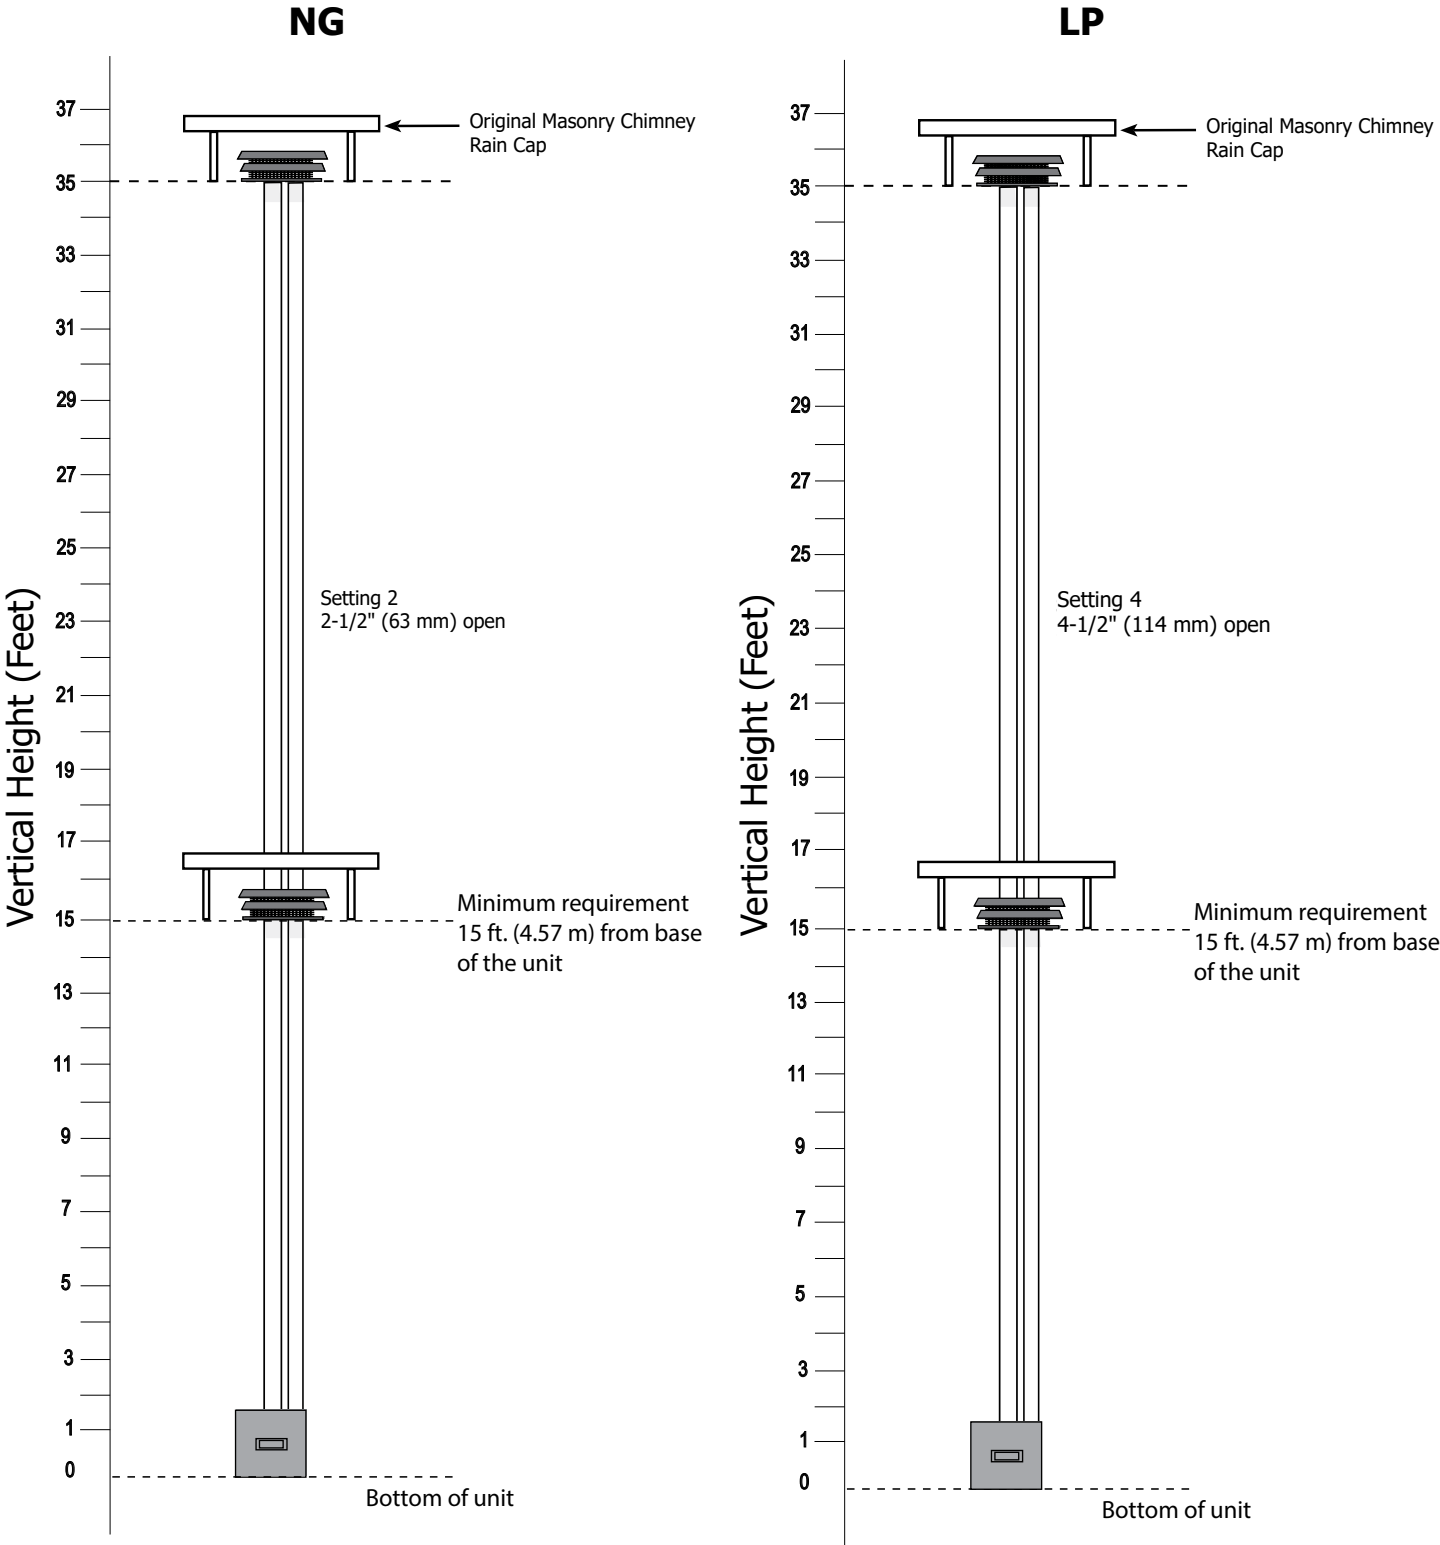 NG
37
Original Masonry Chimney
Rain Cap
35
33
31
29
27
25
Setting 2
2-1/2" (63 mm) open
23
21
19
17
15
Minimum requirement
15 ft. (4.57 m) from base
of the unit
13
11
9
7
5
3
1
0
Bottom of unit
Vertical Height (Feet)
LP
37
Original Masonry Chimney
Rain Cap
35
33
31
29
27
25
Setting 4
4-1/2" (114 mm) open
23
21
19
17
15
Minimum requirement
15 ft. (4.57 m) from base
of the unit
13
11
9
7
5
3
1
0
Bottom of unit
Vertical Height (Feet)